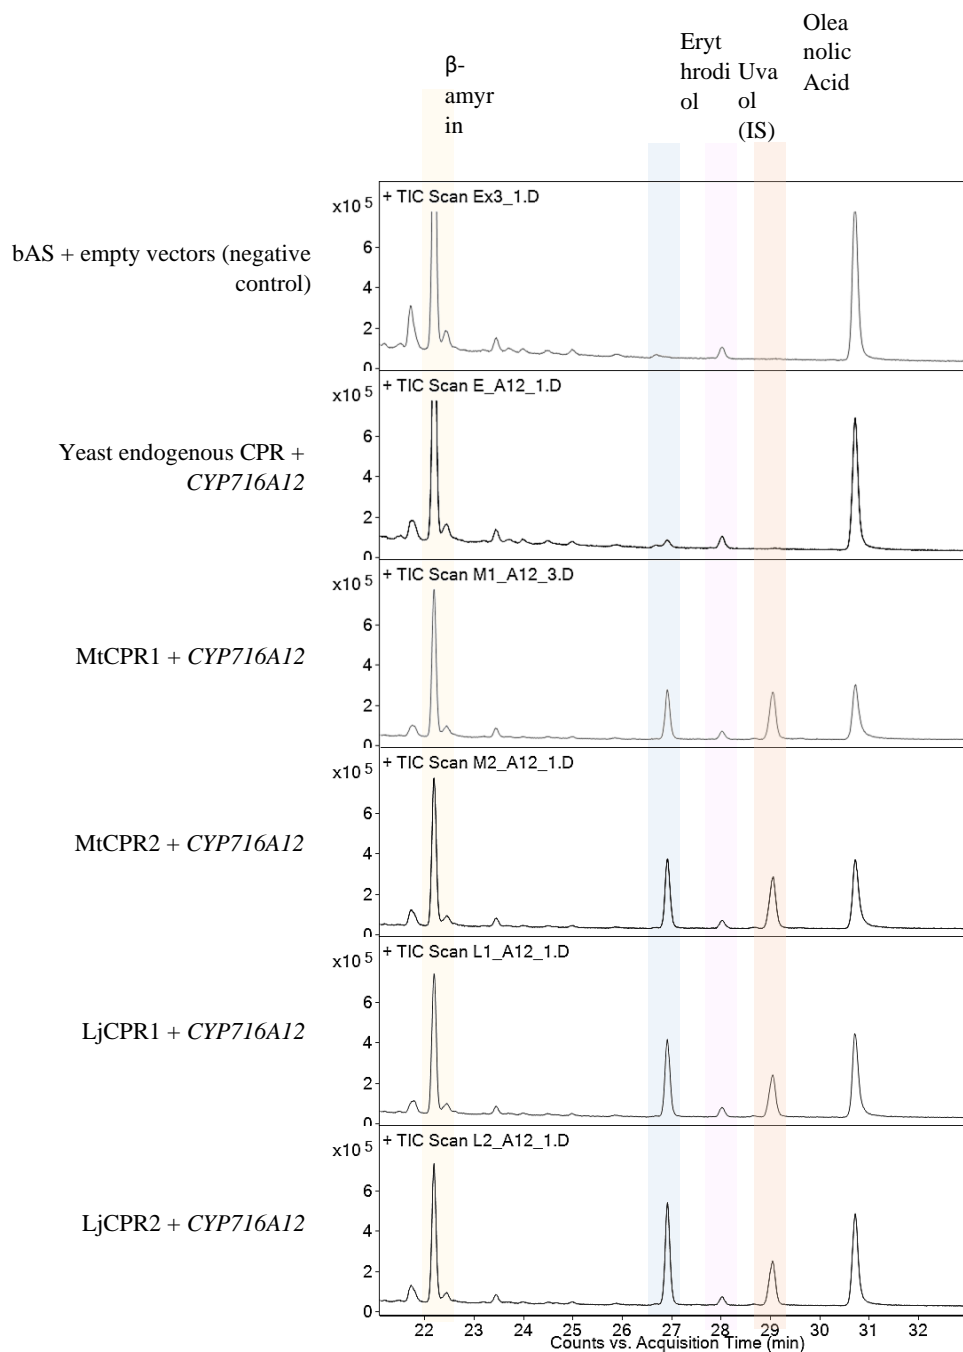 β-
amyr
in
Eryt
hrodi
ol
Uva
ol
(IS)
Olea
nolic
Acid
bAS + empty vectors (negative
control)
x10 5
+ TIC Scan Ex3_1.D
6
4
2
0
Yeast endogenous CPR +
CYP716A12
x10 5
+ TIC Scan E_A12_1.D
6
4
2
0
MtCPR1 + CYP716A12
x10 5
+ TIC Scan M1_A12_3.D
6
4
2
0
MtCPR2 + CYP716A12
x10 5
+ TIC Scan M2_A12_1.D
6
4
2
0
LjCPR1 + CYP716A12
x10 5
+ TIC Scan L1_A12_1.D
6
4
2
0
LjCPR2 + CYP716A12
x10 5
+ TIC Scan L2_A12_1.D
6
4
2
0
22 23 24 25 26 27 28 29 30 31 32
Counts vs. Acquisition Time (min)